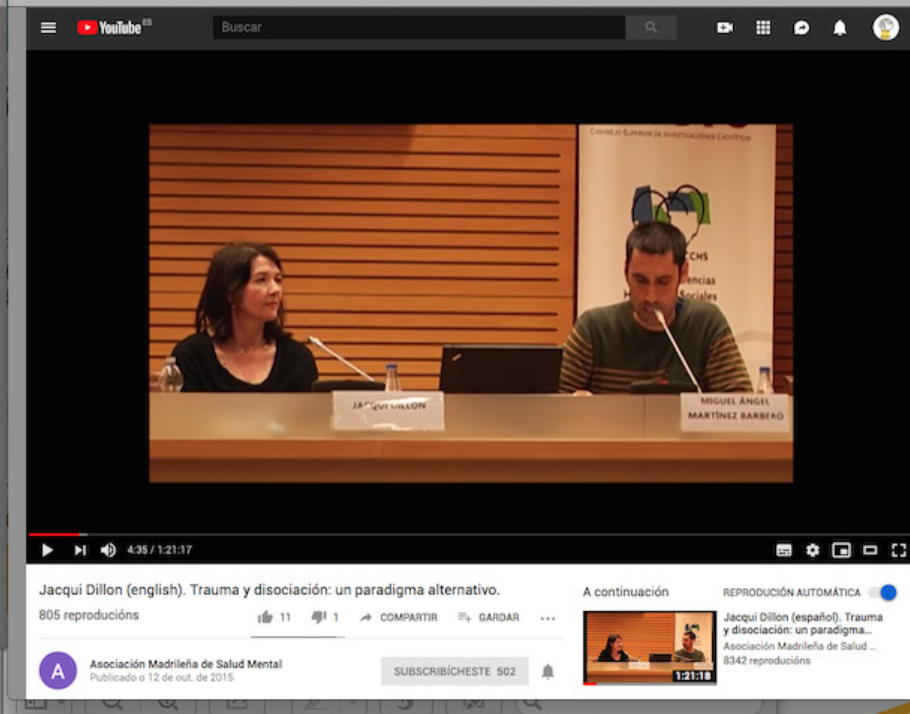 YouTube ES
Buscar
CONSEJO SUPERIOR DE INVESTIGACIONES CIENTÍFICAS
CCHS
encias
Sociales
JACQUI DILLON
MIGUEL ÁNGEL
MARTÍNEZ BARBERO
4:35 / 1:21:17
Jacqui Dillon (english). Trauma y disociación: un paradigma alternativo.
805 reproducións
11
1
COMPARTIR
GARDAR
A
Asociación Madrileña de Salud Mental
Publicado o 12 de out. de 2015
SUBSCRIBÍCHESTE 502
A continuación
REPRODUCIÓN AUTOMÁTICA
1:21:18
Jacqui Dillon (español). Trauma
y disociación: un paradigma...
Asociación Madrileña de Salud ...
8342 reproducións